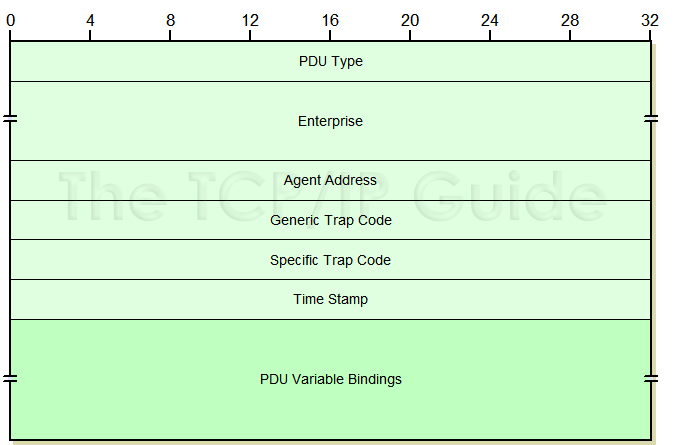 0 4 8 12 16 20 24 28 32
PDU Type
Enterprise
Agent Address
The TCP/IP Guide
Generic Trap Code
Specific Trap Code
Time Stamp
PDU Variable Bindings